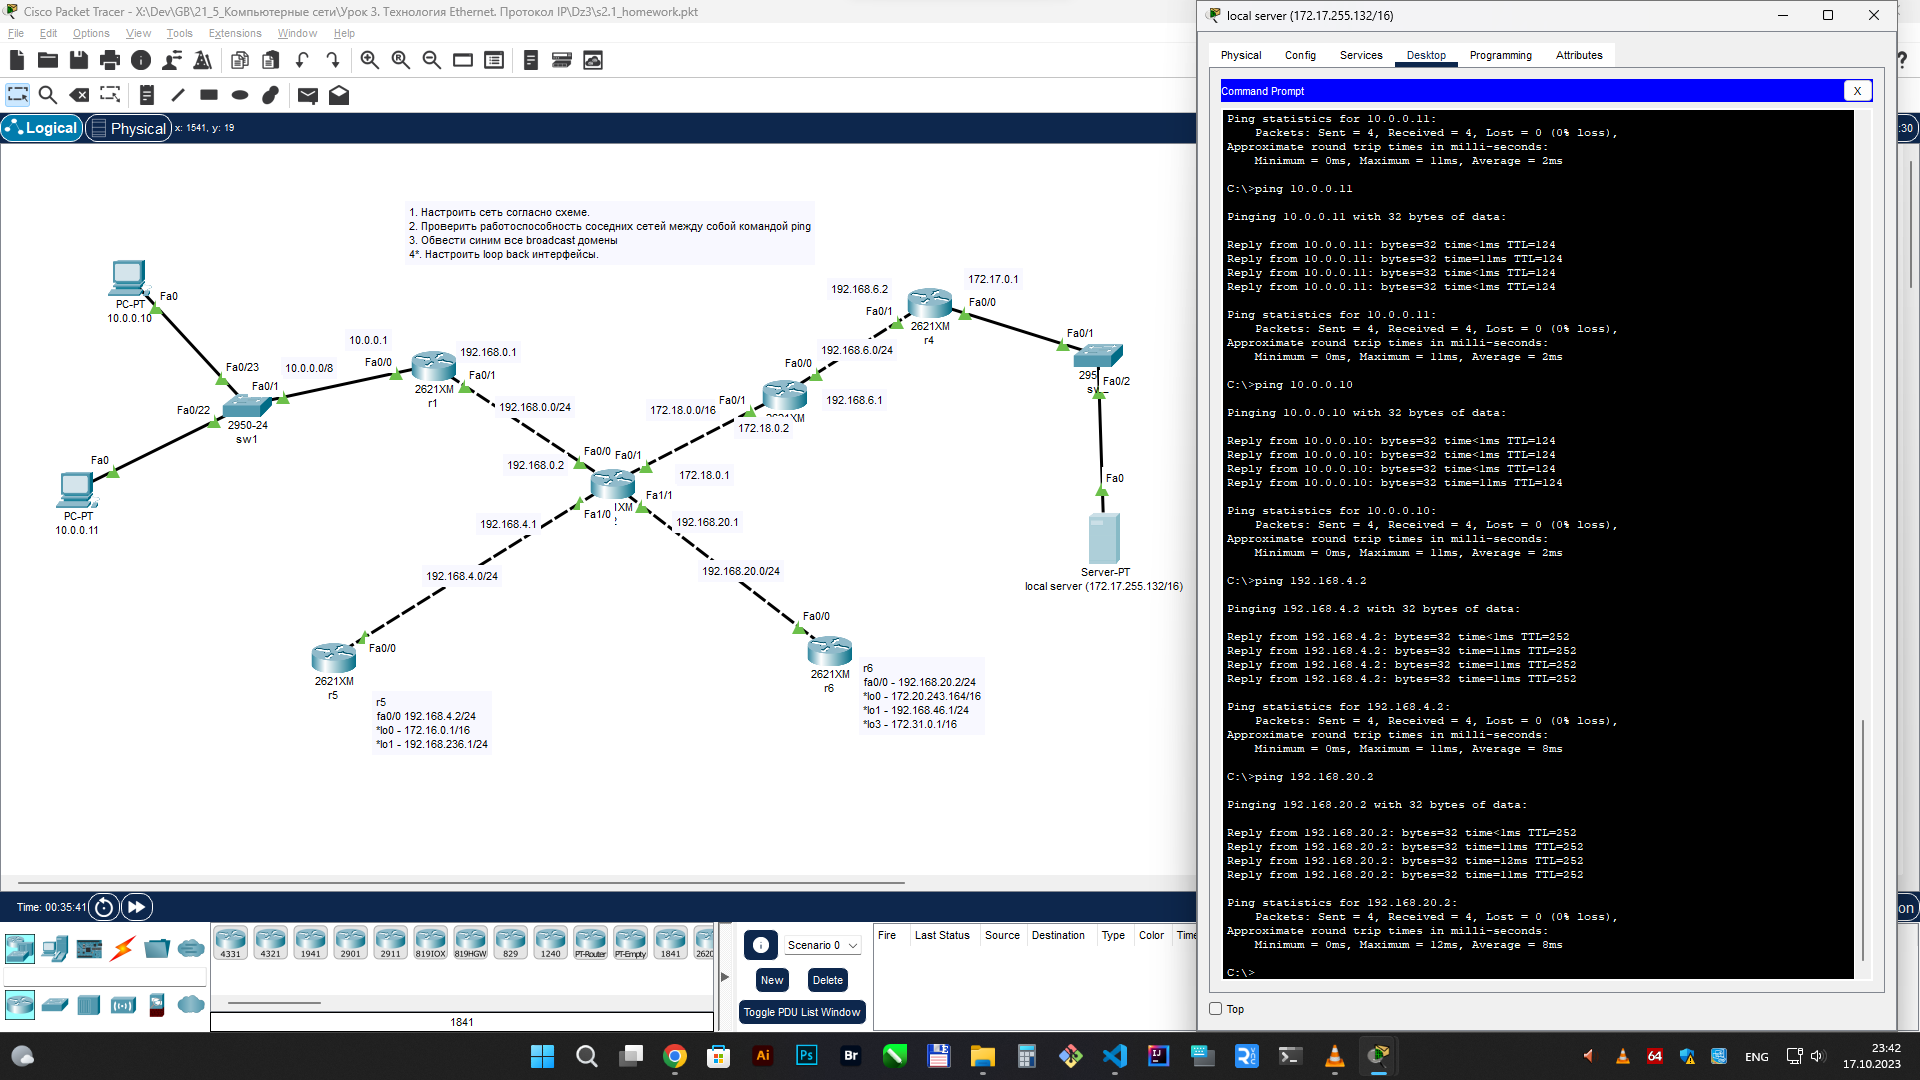 Cisco Packet Tracer - X:\Dev\GB\21_5_Компьютерные сети\Урок 3. Технология Ethernet. Протокол IP\Dz3\s2.1_homework.pkt
File Edit Options View Tools Extensions Window Help
Logical Physical x: 1541, y: 19
1. Настроить сеть согласно схеме.
2. Проверить работоспособность соседних сетей между собой командой ping
3. Обвести синим все broadcast домены
4*. Настроить loop back интерфейсы.
PC-PT
10.0.0.10
Fa0
Fa0/23
Fa0/1
Fa0/22
2950-24
sw1
Fa0
PC-PT
10.0.0.11
10.0.0.0/8
10.0.0.1
Fa0/0
192.168.0.1
Fa0/1
2621XM
r1
192.168.0.0/24
192.168.0.2
Fa0/0
Fa0/1
172.18.0.1
Fa1/1
Fa1/0
192.168.4.1
192.168.20.1
192.168.4.0/24
192.168.20.0/24
172.18.0.0/16
Fa0/1
172.18.0.2
Fa0/0
192.168.6.1
192.168.6.0/24
192.168.6.2
Fa0/1
172.17.0.1
Fa0/0
2621XM
r4
Fa0/1
Fa0/2
Fa0
Server-PT
local server (172.17.255.132/16)
Fa0/0
2621XM
r5
r5
fa0/0 192.168.4.2/24
*lo0 - 172.16.0.1/16
*lo1 - 192.168.236.1/24
Fa0/0
2621XM
r6
r6
fa0/0 - 192.168.20.2/24
*lo0 - 172.20.243.164/16
*lo1 - 192.168.46.1/24
*lo3 - 172.31.0.1/16
Time: 00:35:41
4331 4321 1941 2901 2911 819IOX 819HGW 829 1240 PT-Router PT-Empty 1841 2620
1841
Scenario 0
New Delete
Toggle PDU List Window
Fire Last Status Source Destination Type Color Time
local server (172.17.255.132/16)
Physical Config Services Desktop Programming Attributes
Command Prompt X
Ping statistics for 10.0.0.11:
Packets: Sent = 4, Received = 4, Lost = 0 (0% loss),
Approximate round trip times in milli-seconds:
Minimum = 0ms, Maximum = 11ms, Average = 2ms
C:\>ping 10.0.0.11
Pinging 10.0.0.11 with 32 bytes of data:
Reply from 10.0.0.11: bytes=32 time<1ms TTL=124
Reply from 10.0.0.11: bytes=32 time=11ms TTL=124
Reply from 10.0.0.11: bytes=32 time<1ms TTL=124
Reply from 10.0.0.11: bytes=32 time<1ms TTL=124
Ping statistics for 10.0.0.11:
Packets: Sent = 4, Received = 4, Lost = 0 (0% loss),
Approximate round trip times in milli-seconds:
Minimum = 0ms, Maximum = 11ms, Average = 2ms
C:\>ping 10.0.0.10
Pinging 10.0.0.10 with 32 bytes of data:
Reply from 10.0.0.10: bytes=32 time<1ms TTL=124
Reply from 10.0.0.10: bytes=32 time<1ms TTL=124
Reply from 10.0.0.10: bytes=32 time<1ms TTL=124
Reply from 10.0.0.10: bytes=32 time=11ms TTL=124
Ping statistics for 10.0.0.10:
Packets: Sent = 4, Received = 4, Lost = 0 (0% loss),
Approximate round trip times in milli-seconds:
Minimum = 0ms, Maximum = 11ms, Average = 2ms
C:\>ping 192.168.4.2
Pinging 192.168.4.2 with 32 bytes of data:
Reply from 192.168.4.2: bytes=32 time<1ms TTL=252
Reply from 192.168.4.2: bytes=32 time=11ms TTL=252
Reply from 192.168.4.2: bytes=32 time=11ms TTL=252
Reply from 192.168.4.2: bytes=32 time=11ms TTL=252
Ping statistics for 192.168.4.2:
Packets: Sent = 4, Received = 4, Lost = 0 (0% loss),
Approximate round trip times in milli-seconds:
Minimum = 0ms, Maximum = 11ms, Average = 8ms
C:\>ping 192.168.20.2
Pinging 192.168.20.2 with 32 bytes of data:
Reply from 192.168.20.2: bytes=32 time<1ms TTL=252
Reply from 192.168.20.2: bytes=32 time=11ms TTL=252
Reply from 192.168.20.2: bytes=32 time=12ms TTL=252
Reply from 192.168.20.2: bytes=32 time=11ms TTL=252
Ping statistics for 192.168.20.2:
Packets: Sent = 4, Received = 4, Lost = 0 (0% loss),
Approximate round trip times in milli-seconds:
Minimum = 0ms, Maximum = 12ms, Average = 8ms
C:\>
Top
:30
on
Ai Ps Br 64 ENG 23:42
17.10.2023